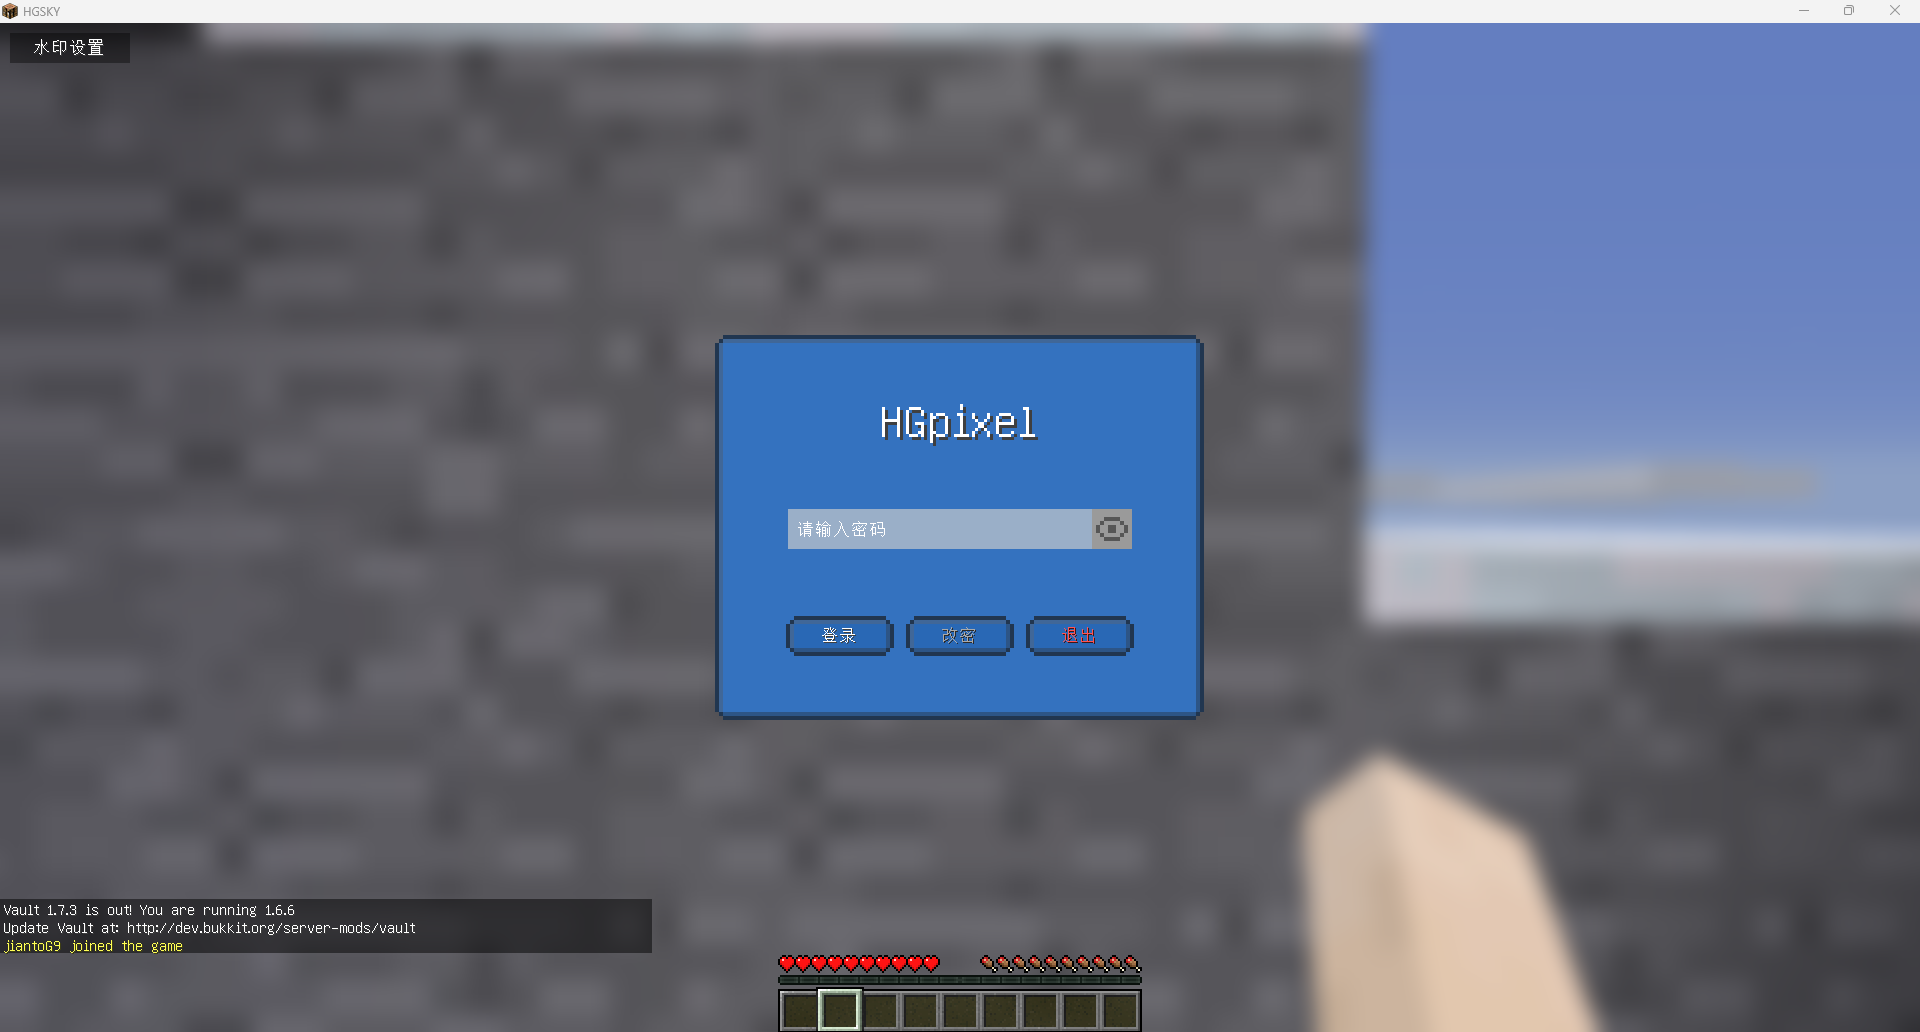 HGSKY
水印设置
HGpixel
请输入密码
登录 改密 退出
Vault 1.7.3 is out! You are running 1.6.6
Update Vault at: http://dev.bukkit.org/server-mods/vault
jiantoG9 joined the game